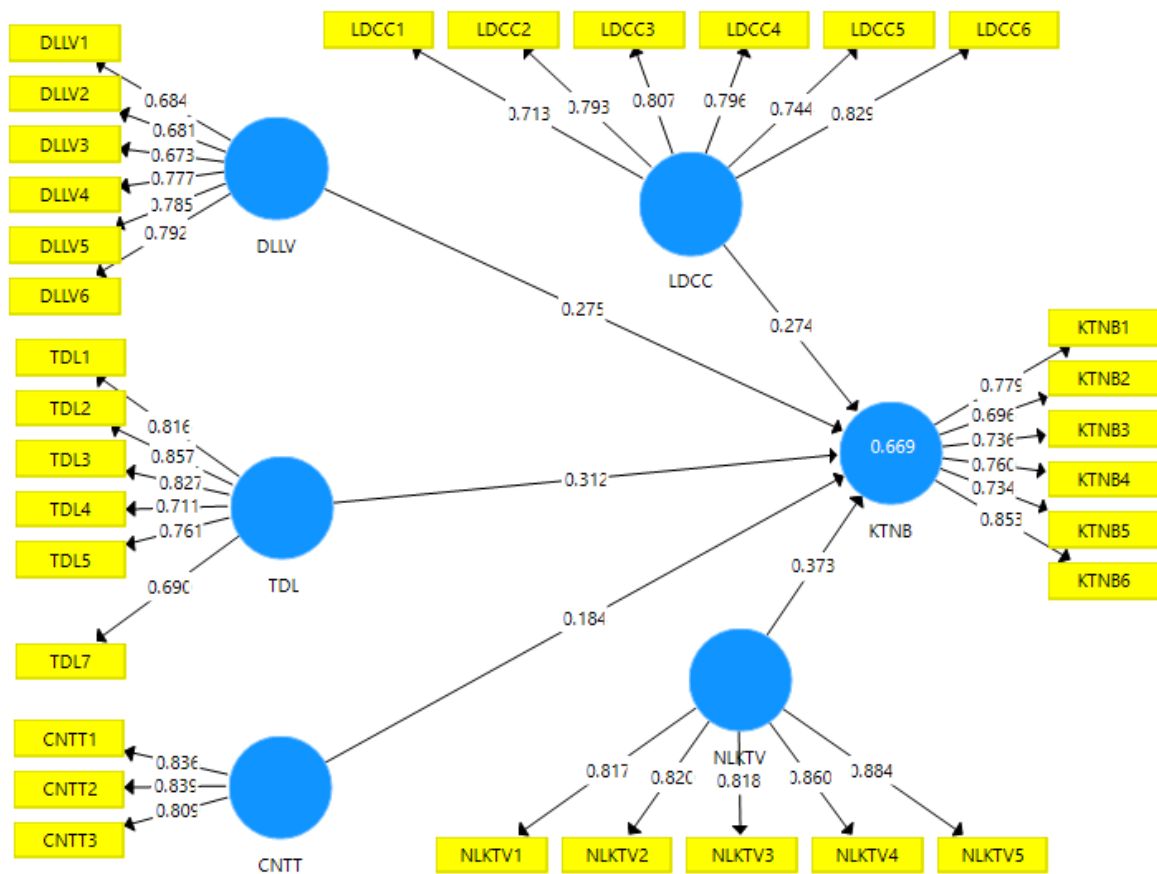 DLLV1
DLLV2
DLLV3
DLLV4
DLLV5
DLLV6
0.684
0.681
0.673
0.777
0.785
0.792
DLLV
LDCC1
LDCC2
LDCC3
LDCC4
LDCC5
LDCC6
0.713
0.793
0.807
0.796
0.744
0.829
LDCC
0.275
0.274
TDL1
TDL2
TDL3
TDL4
TDL5
TDL7
0.816
0.857
0.827
0.711
0.761
0.690
TDL
0.312
KTNB1
KTNB2
KTNB3
KTNB4
KTNB5
KTNB6
0.779
0.696
0.736
0.760
0.734
0.853
0.669
KTNB
0.184
0.373
CNTT1
CNTT2
CNTT3
0.836
0.839
0.809
CNTT
NLKTV
0.817
0.820
0.818
0.860
0.884
NLKTV1
NLKTV2
NLKTV3
NLKTV4
NLKTV5